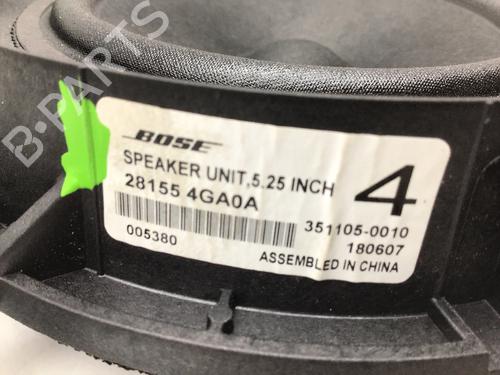 B-PARTS
BOSE
SPEAKER UNIT,5.25 INCH
28155 4GA0A
4
351105-0010
005380
180607
ASSEMBLED IN CHINA